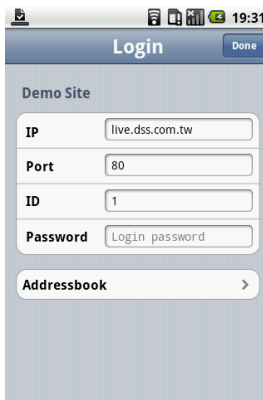 19:31
Login
Done
Demo Site
IP live.dss.com.tw
Port 80
ID 1
Password Login password
Addressbook